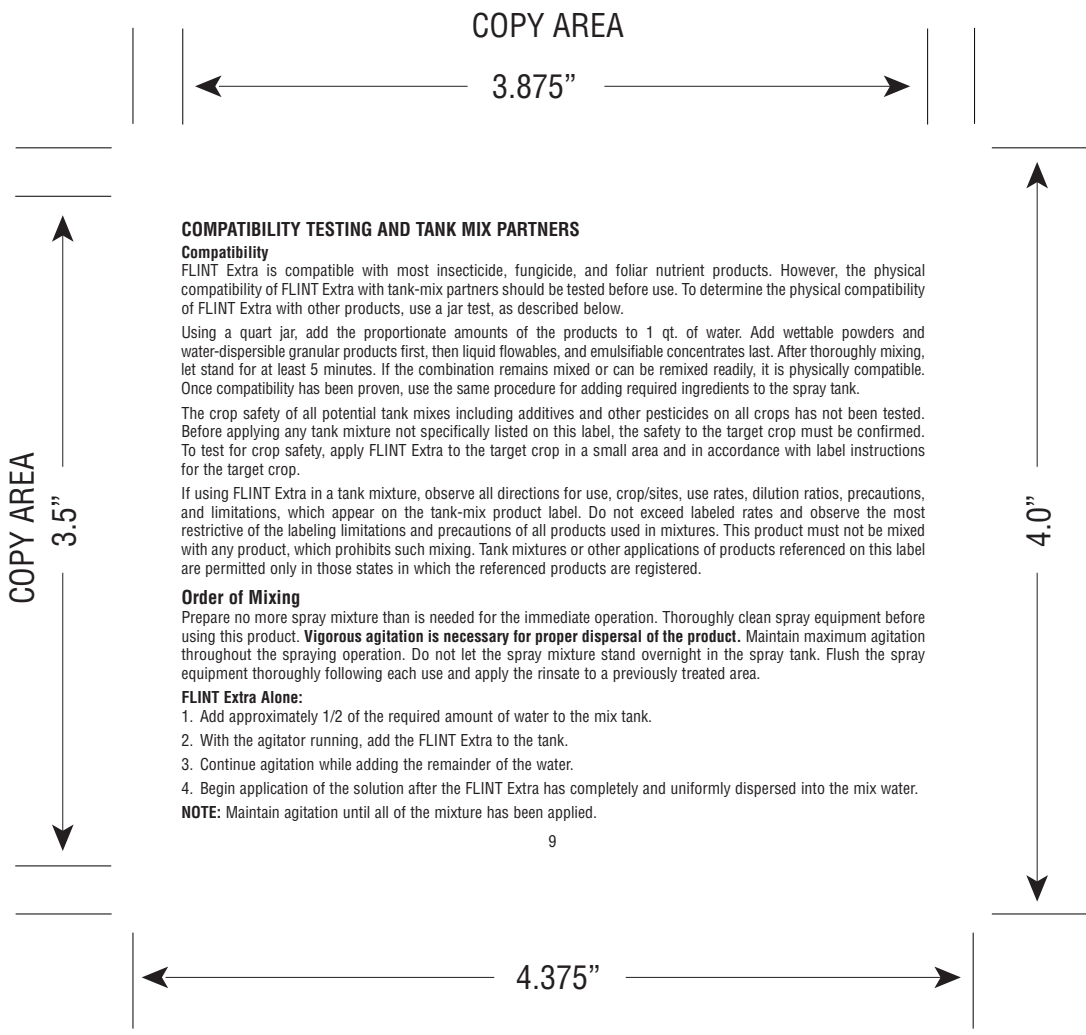 COPY AREA
3.875”
COPY AREA
3.5”
4.0”
COMPATIBILITY TESTING AND TANK MIX PARTNERS
Compatibility
FLINT Extra is compatible with most insecticide, fungicide, and foliar nutrient products. However, the physical
compatibility of FLINT Extra with tank-mix partners should be tested before use. To determine the physical compatibility
of FLINT Extra with other products, use a jar test, as described below.
Using a quart jar, add the proportionate amounts of the products to 1 qt. of water. Add wettable powders and
water-dispersible granular products first, then liquid flowables, and emulsifiable concentrates last. After thoroughly mixing,
let stand for at least 5 minutes. If the combination remains mixed or can be remixed readily, it is physically compatible.
Once compatibility has been proven, use the same procedure for adding required ingredients to the spray tank.
The crop safety of all potential tank mixes including additives and other pesticides on all crops has not been tested.
Before applying any tank mixture not specifically listed on this label, the safety to the target crop must be confirmed.
To test for crop safety, apply FLINT Extra to the target crop in a small area and in accordance with label instructions
for the target crop.
If using FLINT Extra in a tank mixture, observe all directions for use, crop/sites, use rates, dilution ratios, precautions,
and limitations, which appear on the tank-mix product label. Do not exceed labeled rates and observe the most
restrictive of the labeling limitations and precautions of all products used in mixtures. This product must not be mixed
with any product, which prohibits such mixing. Tank mixtures or other applications of products referenced on this label
are permitted only in those states in which the referenced products are registered.
Order of Mixing
Prepare no more spray mixture than is needed for the immediate operation. Thoroughly clean spray equipment before
using this product. Vigorous agitation is necessary for proper dispersal of the product. Maintain maximum agitation
throughout the spraying operation. Do not let the spray mixture stand overnight in the spray tank. Flush the spray
equipment thoroughly following each use and apply the rinsate to a previously treated area.
FLINT Extra Alone:
1. Add approximately 1/2 of the required amount of water to the mix tank.
2. With the agitator running, add the FLINT Extra to the tank.
3. Continue agitation while adding the remainder of the water.
4. Begin application of the solution after the FLINT Extra has completely and uniformly dispersed into the mix water.
NOTE: Maintain agitation until all of the mixture has been applied.
9
4.375”